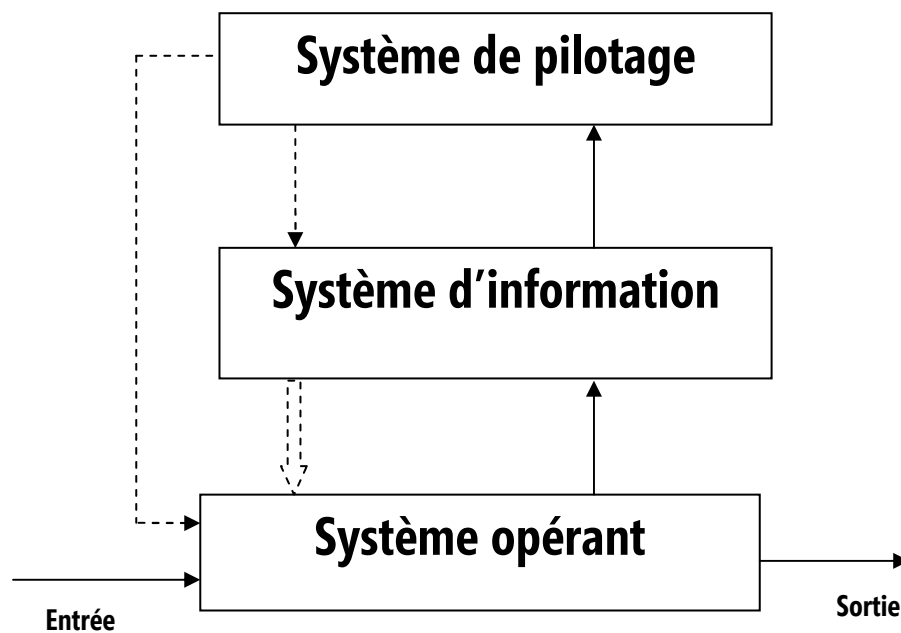 Système de pilotage
Système d’information
Système opérant
Entrée
Sortie